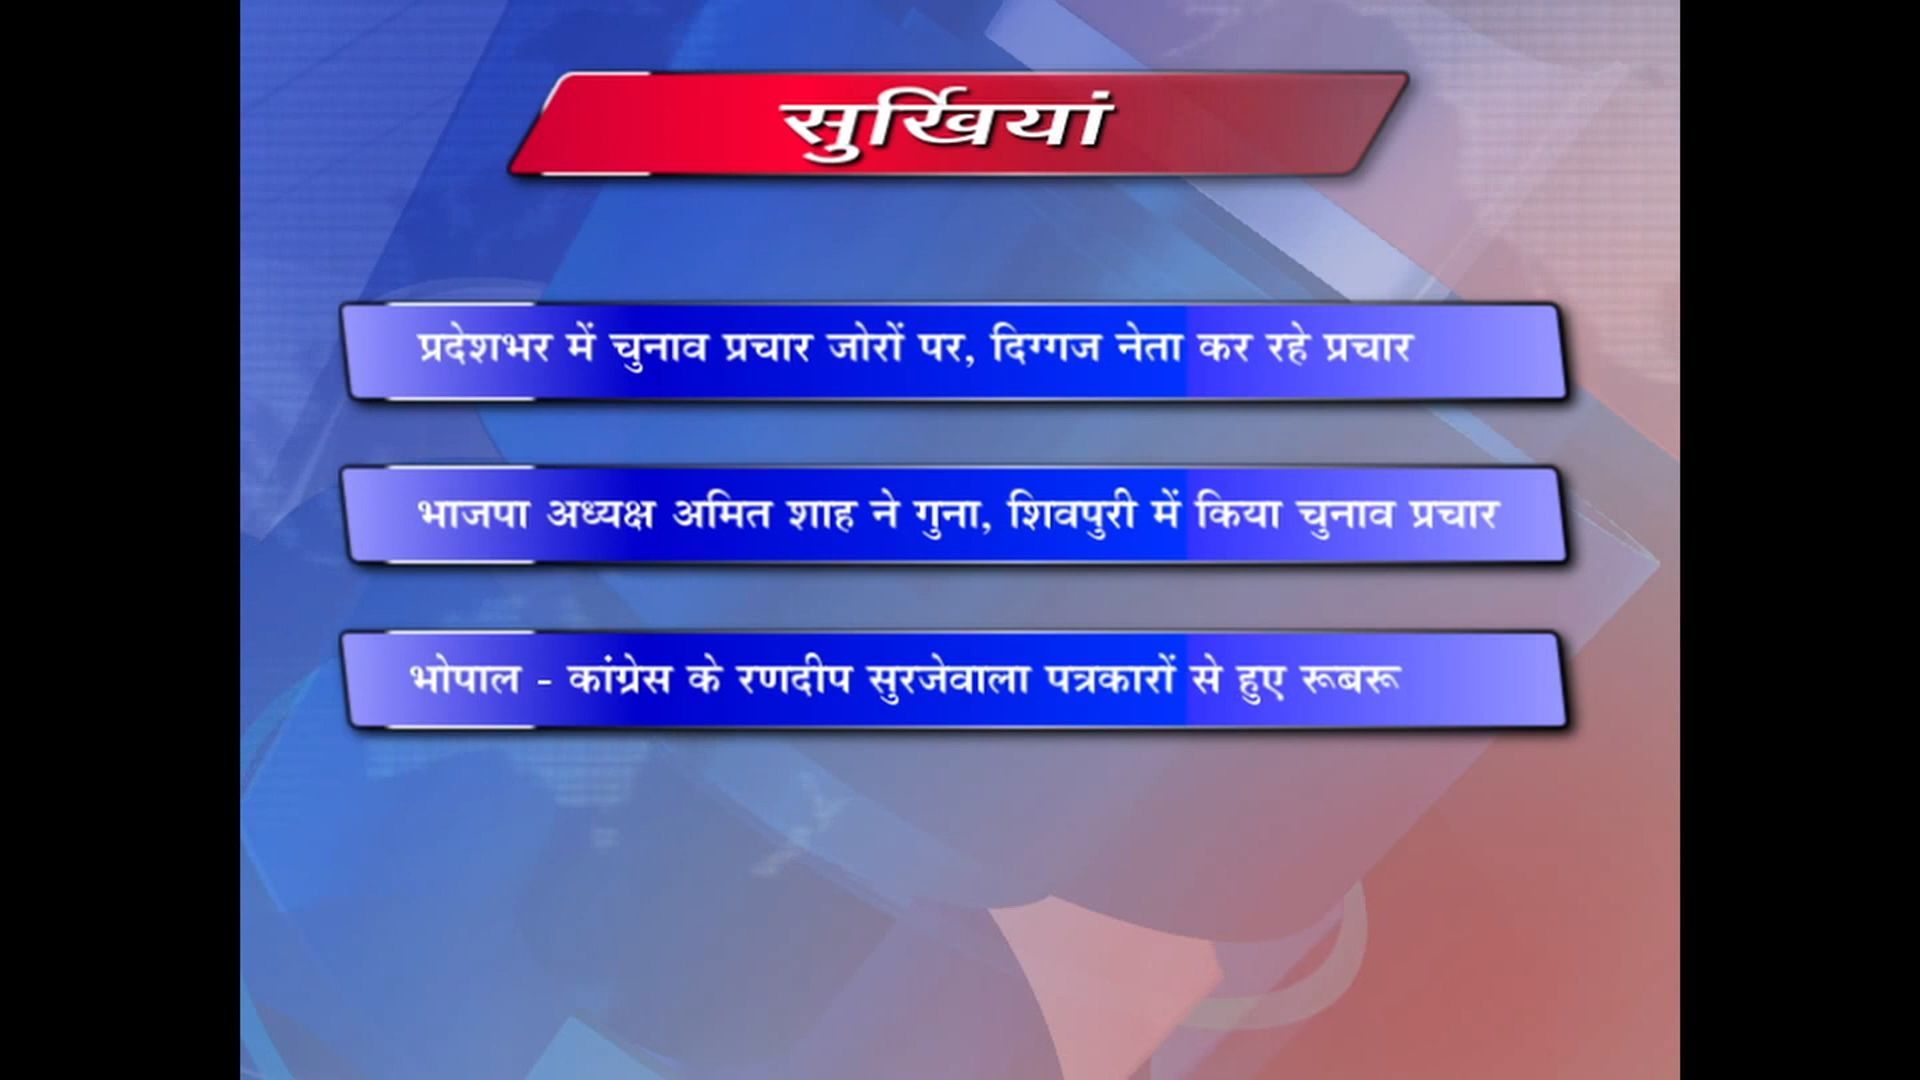 सुर्खियां
प्रदेशभर में चुनाव प्रचार जोरों पर, दिग्गज नेता कर रहे प्रचार
भाजपा अध्यक्ष अमित शाह ने गुना, शिवपुरी में किया चुनाव प्रचार
भोपाल - कांग्रेस के रणदीप सुरजेवाला पत्रकारों से हुए रूबरू